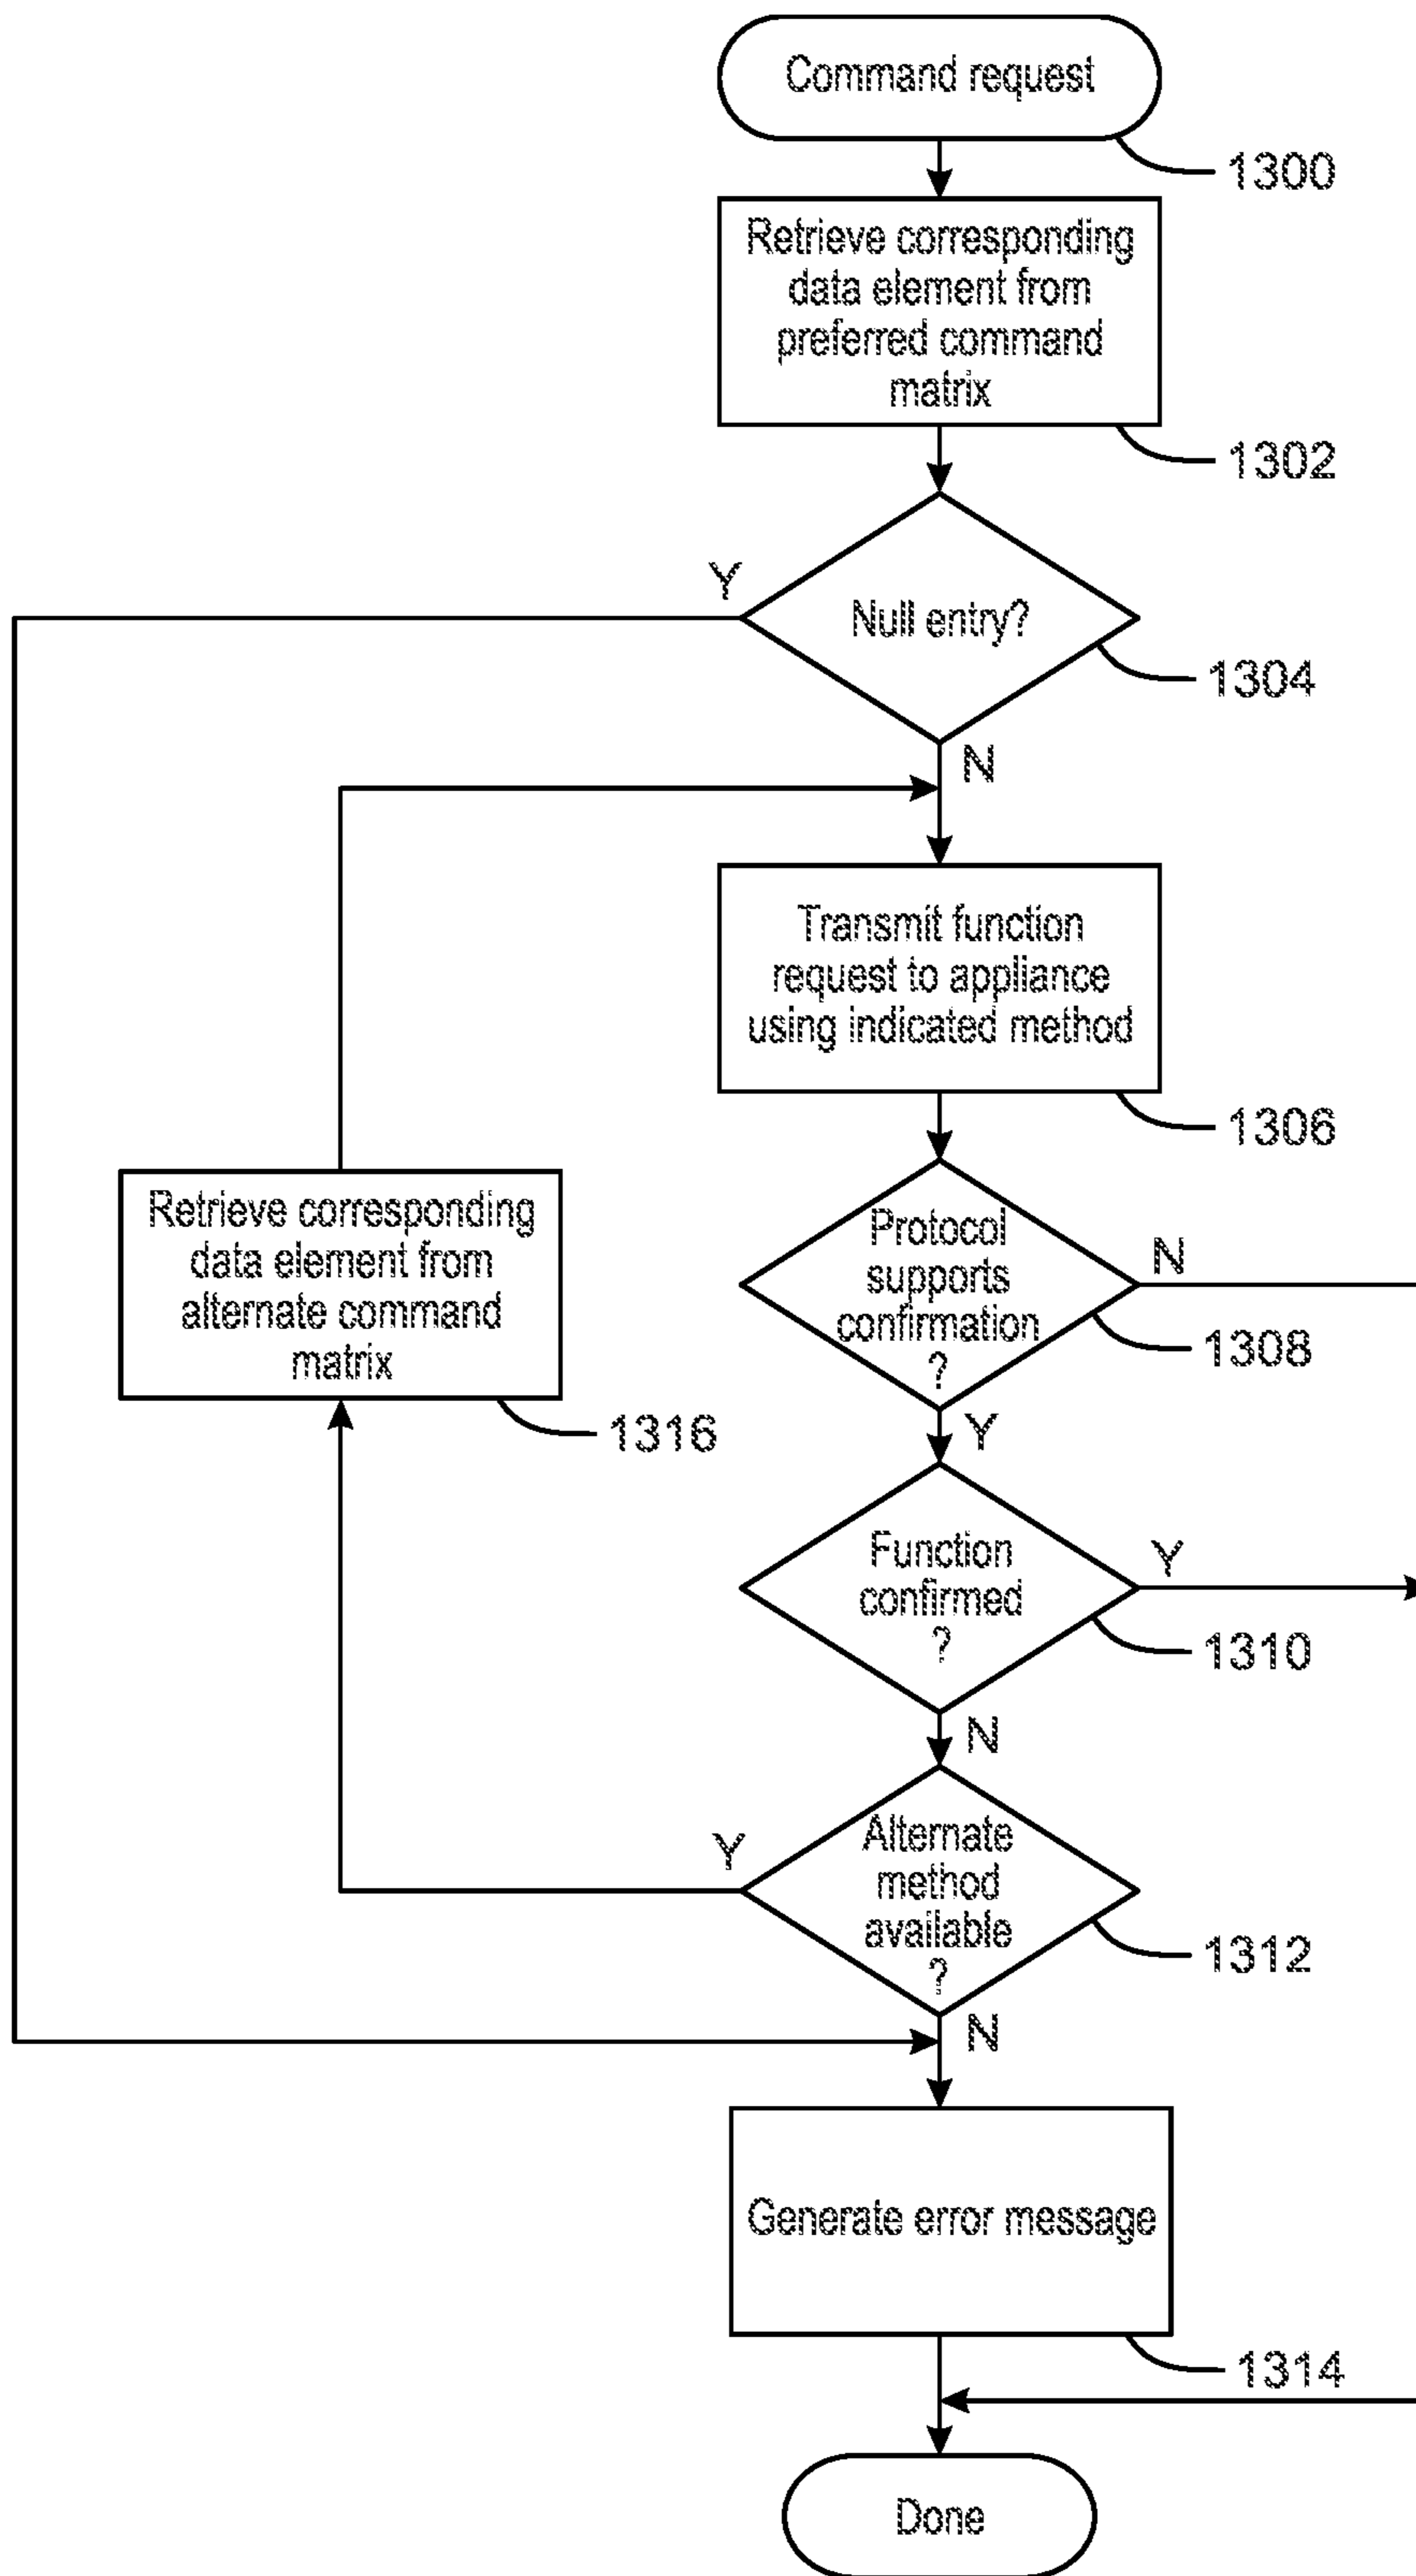 Command request
1300
Retrieve corresponding
data element from
preferred command
matrix
1302
Y
Null entry?
1304
N
Transmit function
request to appliance
using indicated method
1306
Retrieve corresponding
data element from
alternate command
matrix
1316
Protocol
supports
confirmation
?
N
1308
Y
Function
confirmed
?
Y
1310
N
Y
Alternate
method
available
?
1312
N
Generate error message
1314
Done